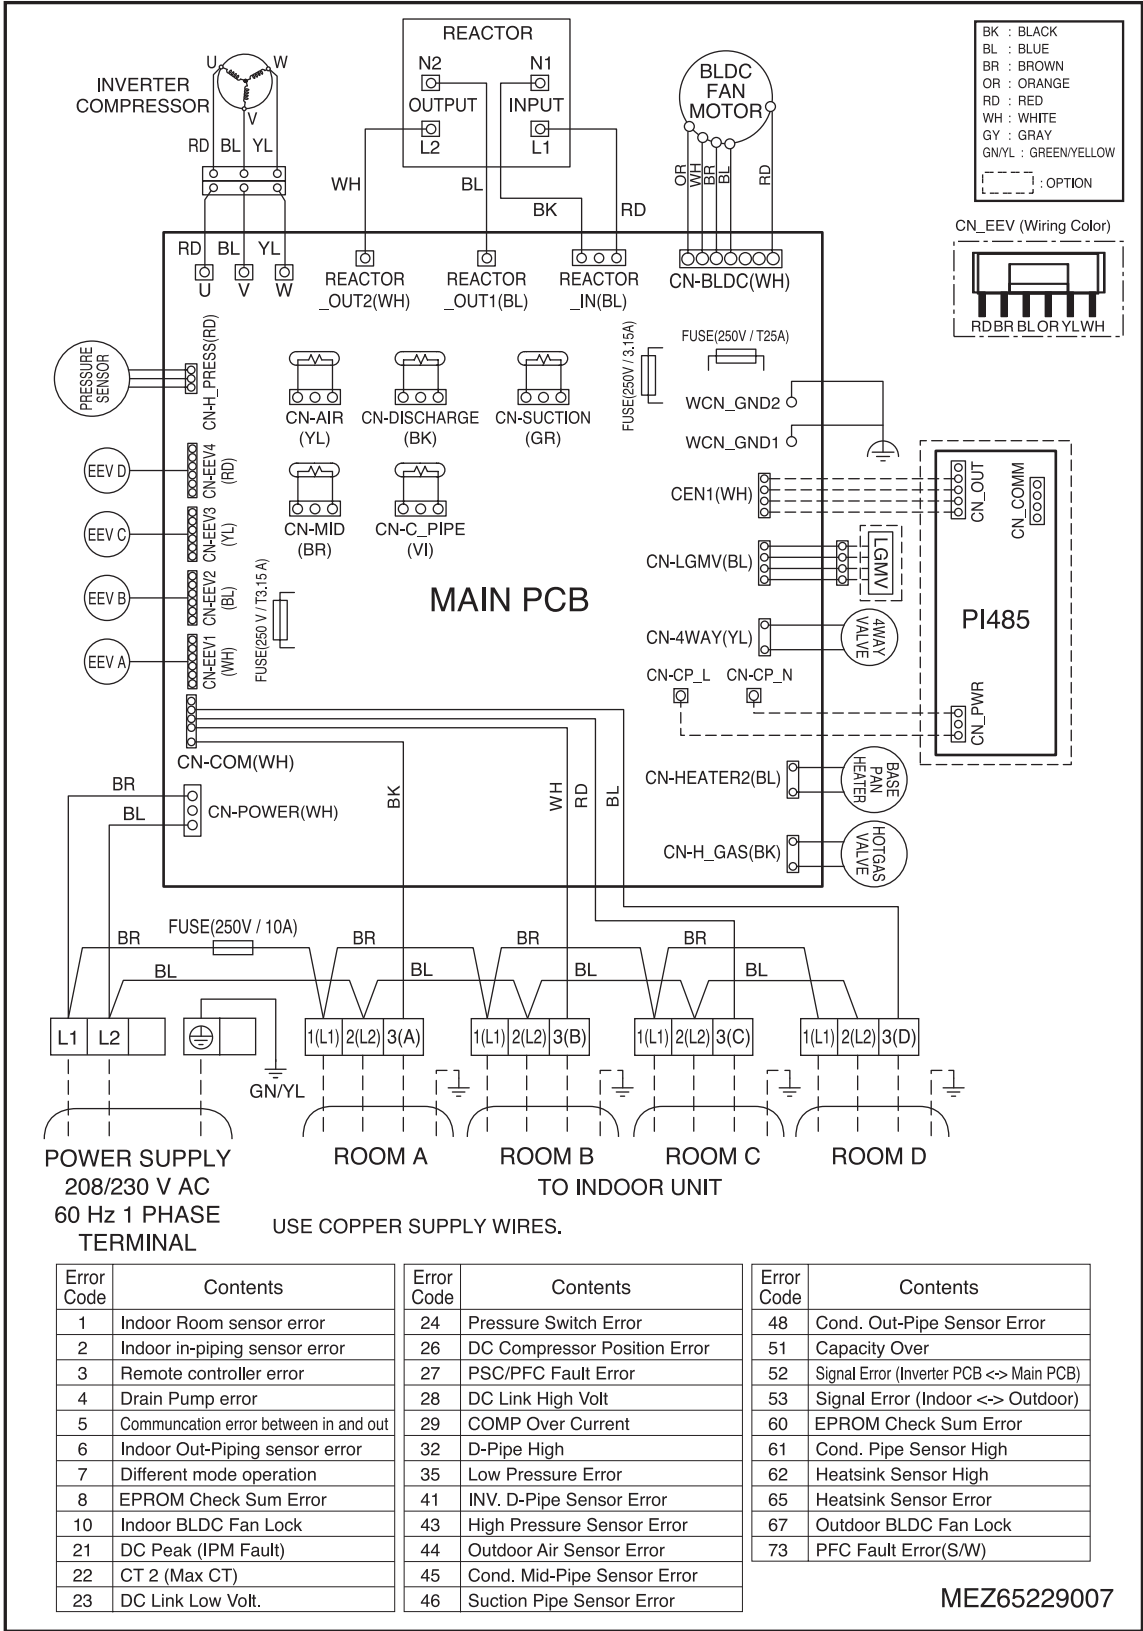 REACTOR
N2
N1
OUTPUT
INPUT
L2
L1
U
W
V
INVERTER
COMPRESSOR
RD BL YL
WH
BL
BK
RD
BLDC
FAN
MOTOR
OR
WH
BR
BL
RD
BK : BLACK
BL : BLUE
BR : BROWN
OR : ORANGE
RD : RED
WH : WHITE
GY : GRAY
GN/YL : GREEN/YELLOW
: OPTION
CN_EEV (Wiring Color)
RD BR BL OR YL WH
RD BL YL
U V W
REACTOR
_OUT2(WH)
REACTOR
_OUT1(BL)
REACTOR
_IN(BL)
CN-BLDC(WH)
PRESSURE
SENSOR
CN-H_PRESS(RD)
CN-AIR
(YL)
CN-DISCHARGE
(BK)
CN-SUCTION
(GR)
FUSE(250V / 3.15A)
FUSE(250V / T25A)
WCN_GND2
WCN_GND1
EEV D
CN-EEV4
(RD)
EEV C
CN-EEV3
(YL)
EEV B
CN-EEV2
(BL)
EEV A
CN-EEV1
(WH)
FUSE(250 V / T3.15 A)
CN-MID
(BR)
CN-C_PIPE
(VI)
MAIN PCB
CEN1(WH)
CN-LGMV(BL)
LGMV
CN-4WAY(YL)
4WAY
VALVE
CN-CP_L
CN-CP_N
CN_OUT
CN_COMM
PI485
CN_PWR
CN-COM(WH)
BR
BL
CN-POWER(WH)
BK
WH
RD
BL
CN-HEATER2(BL)
BASE
PAN
HEATER
CN-H_GAS(BK)
HOTGAS
VALVE
FUSE(250V / 10A)
BR
BR
BR
BR
BL
BL
BL
BL
L1 L2
GN/YL
1(L1) 2(L2) 3(A)
1(L1) 2(L2) 3(B)
1(L1) 2(L2) 3(C)
1(L1) 2(L2) 3(D)
POWER SUPPLY
208/230 V AC
60 Hz 1 PHASE
TERMINAL
ROOM A
ROOM B
ROOM C
ROOM D
TO INDOOR UNIT
USE COPPER SUPPLY WIRES.
Error Code Contents
1 Indoor Room sensor error
2 Indoor in-piping sensor error
3 Remote controller error
4 Drain Pump error
5 Communcation error between in and out
6 Indoor Out-Piping sensor error
7 Different mode operation
8 EPROM Check Sum Error
10 Indoor BLDC Fan Lock
21 DC Peak (IPM Fault)
22 CT 2 (Max CT)
23 DC Link Low Volt.
Error Code Contents
24 Pressure Switch Error
26 DC Compressor Position Error
27 PSC/PFC Fault Error
28 DC Link High Volt
29 COMP Over Current
32 D-Pipe High
35 Low Pressure Error
41 INV. D-Pipe Sensor Error
43 High Pressure Sensor Error
44 Outdoor Air Sensor Error
45 Cond. Mid-Pipe Sensor Error
46 Suction Pipe Sensor Error
Error Code Contents
48 Cond. Out-Pipe Sensor Error
51 Capacity Over
52 Signal Error (Inverter PCB <-> Main PCB)
53 Signal Error (Indoor <-> Outdoor)
60 EPROM Check Sum Error
61 Cond. Pipe Sensor High
62 Heatsink Sensor High
65 Heatsink Sensor Error
67 Outdoor BLDC Fan Lock
73 PFC Fault Error(S/W)
MEZ65229007